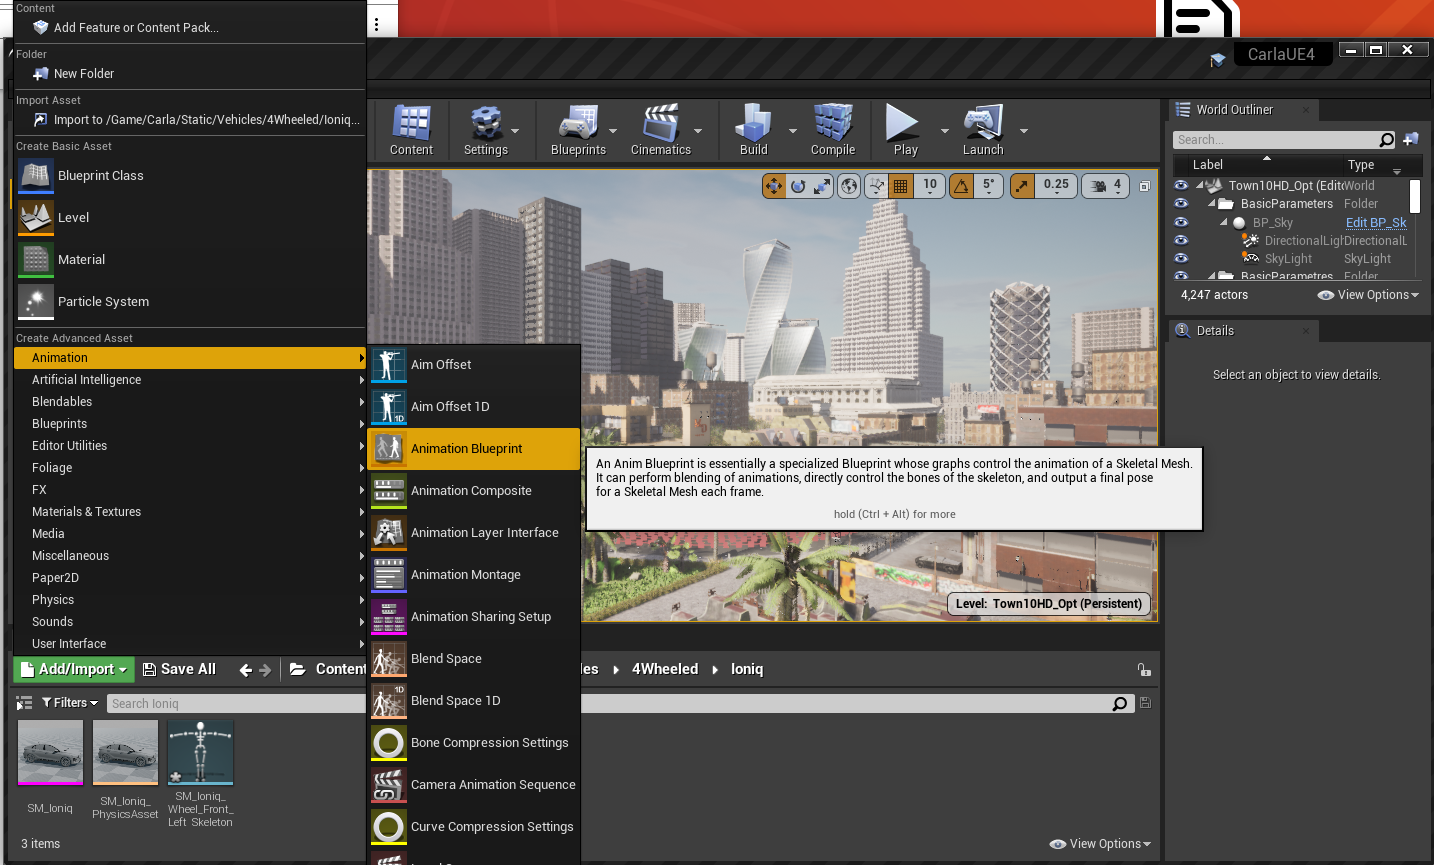 Content
Add Feature or Content Pack...
Folder
New Folder
Import Asset
Import to /Game/Carla/Static/Vehicles/4Wheeled/Ioniq...
Create Basic Asset
Blueprint Class
Level
Material
Particle System
Create Advanced Asset
Animation
Artificial Intelligence
Blendables
Blueprints
Editor Utilities
Foliage
FX
Materials & Textures
Media
Miscellaneous
Paper2D
Physics
Sounds
User Interface
Aim Offset
1D
Aim Offset 1D
Animation Blueprint
Animation Composite
Animation Layer Interface
Animation Montage
Animation Sharing Setup
Blend Space
1D
Blend Space 1D
Bone Compression Settings
Camera Animation Sequence
Curve Compression Settings
An Anim Blueprint is essentially a specialized Blueprint whose graphs control the animation of a Skeletal Mesh.
It can perform blending of animations, directly control the bones of the skeleton, and output a final pose
for a Skeletal Mesh each frame.
hold (Ctrl + Alt) for more
CarlaUE4
Content
Settings
Blueprints
Cinematics
Build
Compile
Play
Launch
10
5°
0.25
4
Level: Town10HD_Opt (Persistent)
World Outliner
Search...
Label Type
Town10HD_Opt (Edit World
BasicParameters Folder
BP_Sky Edit BP_Sk
DirectionalLigh DirectionalL
SkyLight SkyLight
BasicParametres Folder
4,247 actors View Options
Details
Select an object to view details.
Add/Import Save All Content les 4Wheeled Ioniq
Filters Search Ioniq
SM_Ioniq
SM_Ioniq_
PhysicsAsset
SM_Ioniq_
Wheel_Front_
Left_Skeleton
3 items View Options